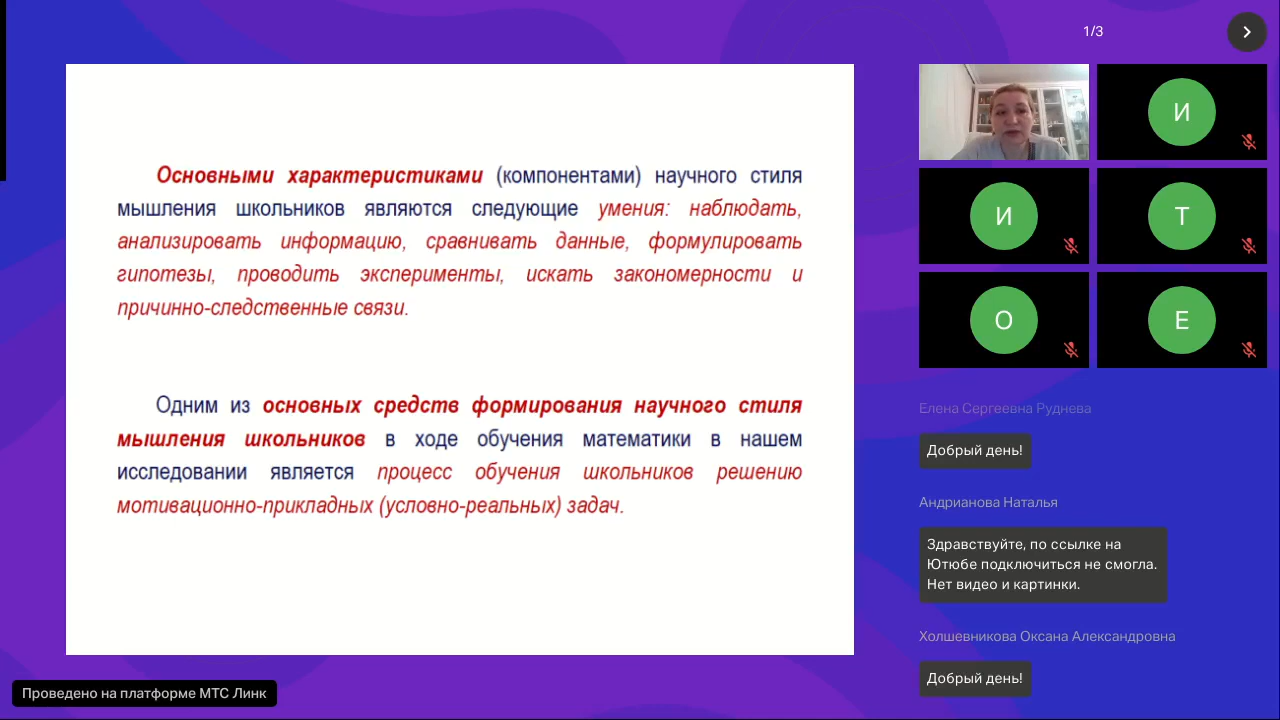 1/3
Основными характеристиками (компонентами) научного стиля
мышления школьников являются следующие умения: наблюдать,
анализировать информацию, сравнивать данные, формулировать
гипотезы, проводить эксперименты, искать закономерности и
причинно-следственные связи.
Одним из основных средств формирования научного стиля
мышления школьников в ходе обучения математики в нашем
исследовании является процесс обучения школьников решению
мотивационно-прикладных (условно-реальных) задач.
И
И
Т
О
Е
Елена Сергеевна Руднева
Добрый день!
Андрианова Наталья
Здравствуйте, по ссылке на
Ютюбе подключиться не смогла.
Нет видео и картинки.
Холшевникова Оксана Александровна
Добрый день!
Проведено на платформе МТС Линк